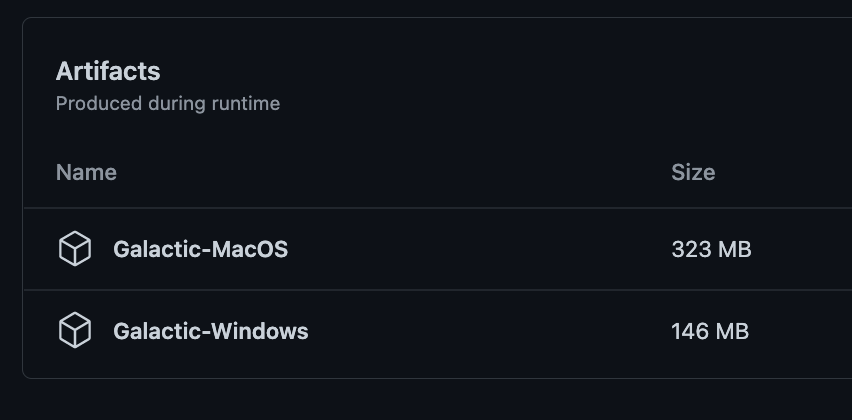 Artifacts
Produced during runtime
Name Size
Galactic-MacOS 323 MB
Galactic-Windows 146 MB